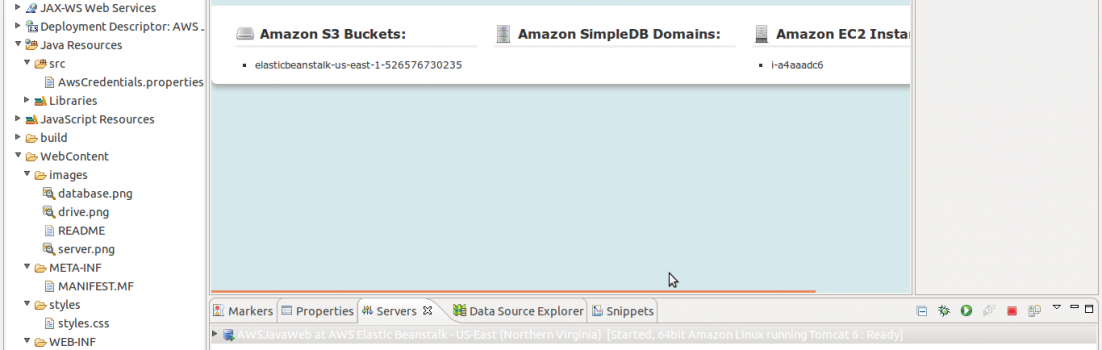 JAX-WS Web Services
Deployment Descriptor: AWS
Java Resources
src
AwsCredentials.properties
Libraries
JavaScript Resources
build
WebContent
images
database.png
drive.png
README
server.png
META-INF
MANIFEST.MF
styles
styles.css
WEB-INF
Amazon S3 Buckets:
elasticbeanstalk-us-east-1-526576730235
Amazon SimpleDB Domains:
Amazon EC2 Instan
i-a4aaadc6
Markers Properties Servers Data Source Explorer Snippets
AWSJavaWeb at AWS Elastic Beanstalk - US-East (Northern Virginia) [Started, 64bit Amazon Linux running Tomcat 6 : Ready]